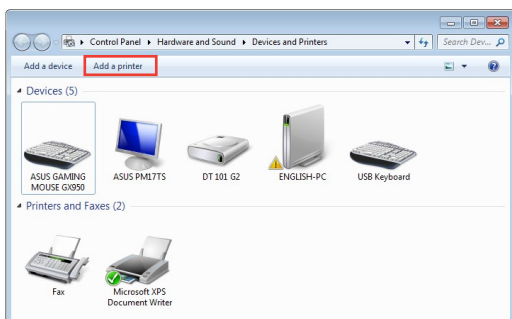 Control Panel Hardware and Sound Devices and Printers
Search Dev...
Add a device Add a printer
Devices (5)
ASUS GAMING MOUSE GX950
ASUS PM17TS
DT 101 G2
ENGLISH-PC
USB Keyboard
Printers and Faxes (2)
Fax
Microsoft XPS Document Writer